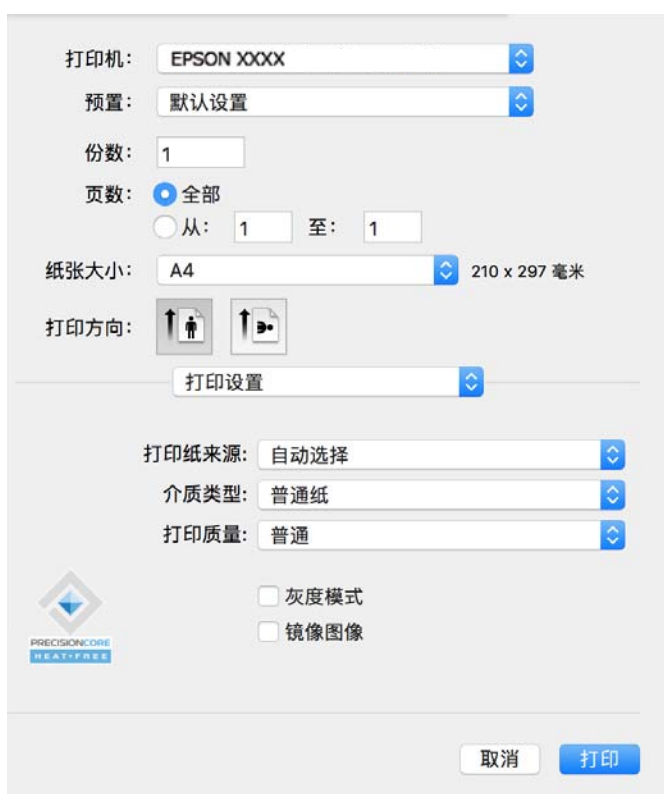 打印机: EPSON XXXX
预置: 默认设置
份数: 1
页数: 全部
从: 1 至: 1
纸张大小: A4 210 x 297 毫米
打印方向:
打印设置
打印纸来源: 自动选择
介质类型: 普通纸
打印质量: 普通
灰度模式
镜像图像
PRECISIONCORE
HEAT-FREE
取消 打印